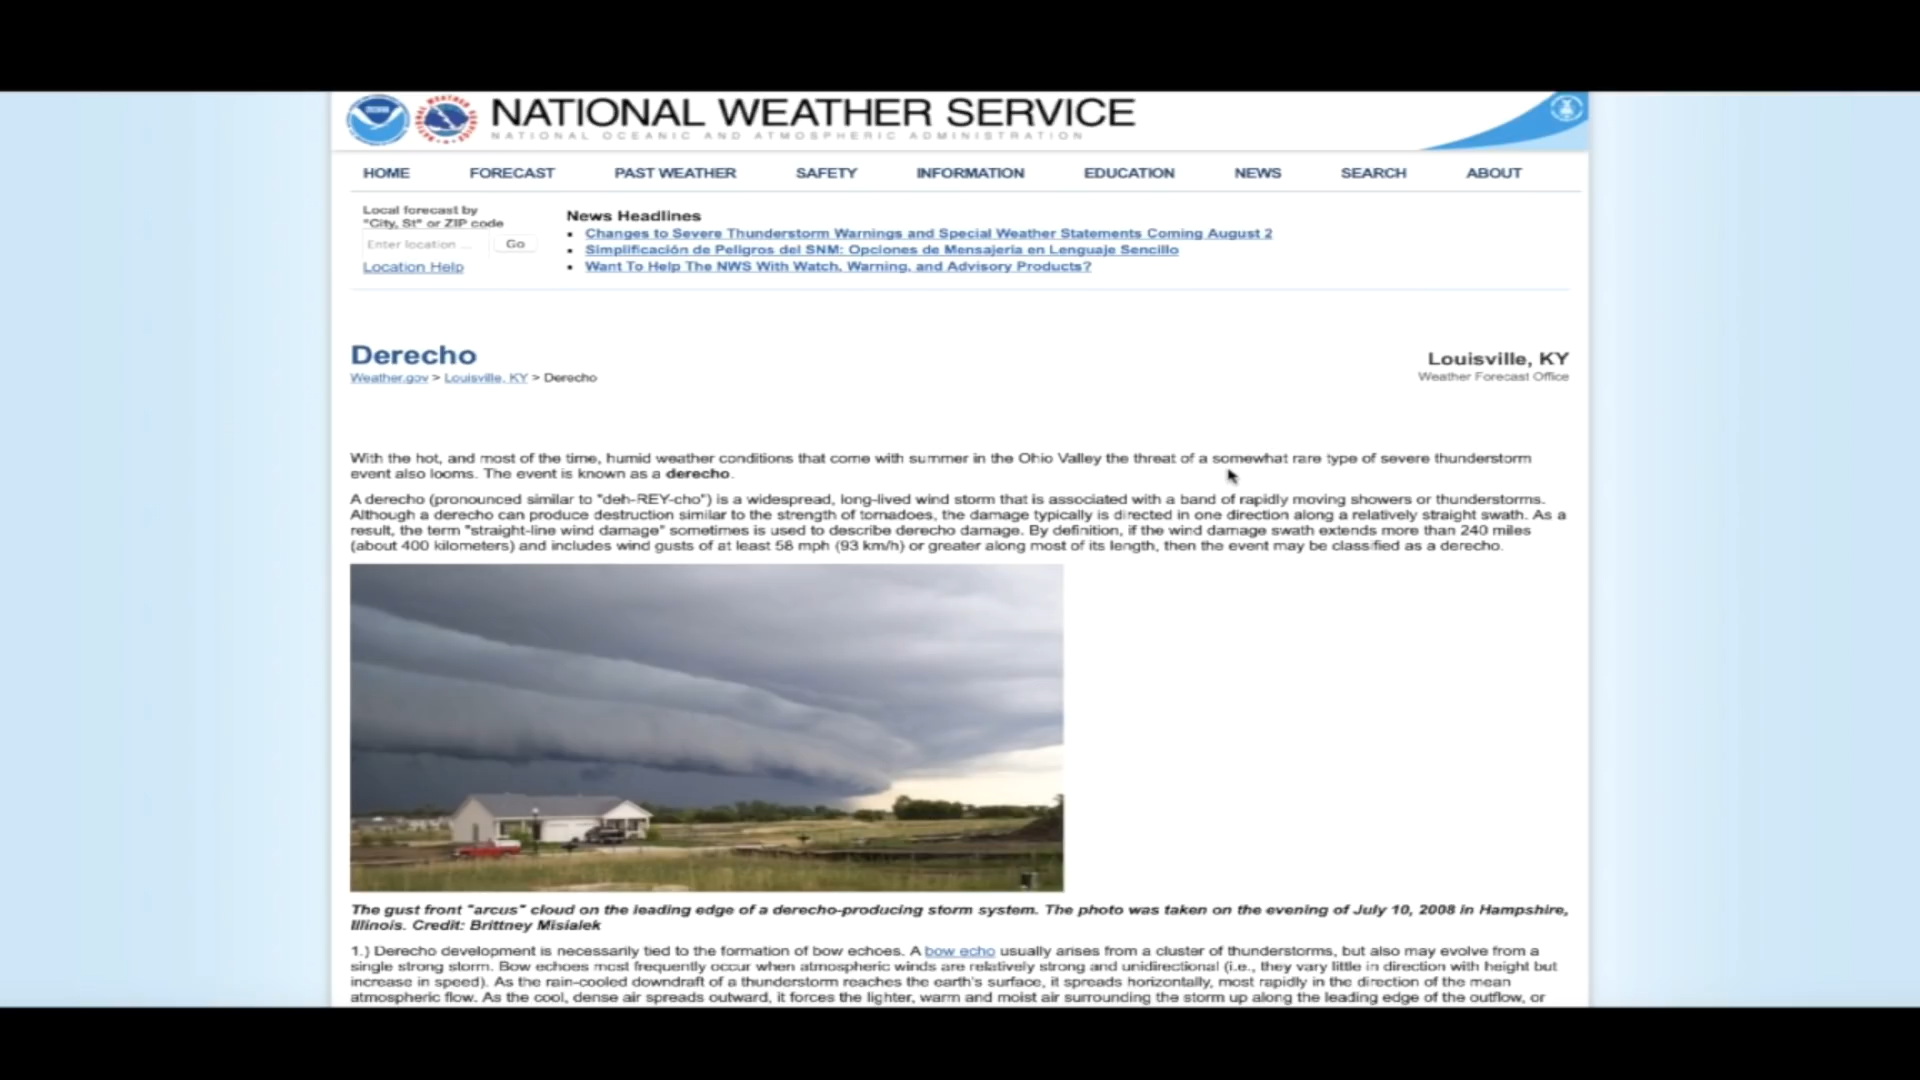 NATIONAL WEATHER SERVICE
NATIONAL OCEANIC AND ATMOSPHERIC ADMINISTRATION
HOME FORECAST PAST WEATHER SAFETY INFORMATION EDUCATION NEWS SEARCH ABOUT
Local forecast by
"City, St" or ZIP code
Enter location ...
Go
Location Help
News Headlines
Changes to Severe Thunderstorm Warnings and Special Weather Statements Coming August 2
Simplificación de Peligros del SNM: Opciones de Mensajería en Lenguaje Sencillo
Want To Help The NWS With Watch, Warning, and Advisory Products?
Derecho
Weather.gov > Louisville, KY > Derecho
Louisville, KY
Weather Forecast Office
With the hot, and most of the time, humid weather conditions that come with summer in the Ohio Valley the threat of a somewhat rare type of severe thunderstorm
event also looms. The event is known as a derecho.
A derecho (pronounced similar to "deh-REY-cho") is a widespread, long-lived wind storm that is associated with a band of rapidly moving showers or thunderstorms.
Although a derecho can produce destruction similar to the strength of tornadoes, the damage typically is directed in one direction along a relatively straight swath. As a
result, the term "straight-line wind damage" sometimes is used to describe derecho damage. By definition, if the wind damage swath extends more than 240 miles
(about 400 kilometers) and includes wind gusts of at least 58 mph (93 km/h) or greater along most of its length, then the event may be classified as a derecho.
The gust front "arcus" cloud on the leading edge of a derecho-producing storm system. The photo was taken on the evening of July 10, 2008 in Hampshire,
Illinois. Credit: Brittney Misialek
1.) Derecho development is necessarily tied to the formation of bow echoes. A bow echo usually arises from a cluster of thunderstorms, but also may evolve from a
single strong storm. Bow echoes most frequently occur when atmospheric winds are relatively strong and unidirectional (i.e., they vary little in direction with height but
increase in speed). As the rain-cooled downdraft of a thunderstorm reaches the earth's surface, it spreads horizontally, most rapidly in the direction of the mean
atmospheric flow. As the cool, dense air spreads outward, it forces the lighter, warm and moist air surrounding the storm up along the leading edge of the outflow, or